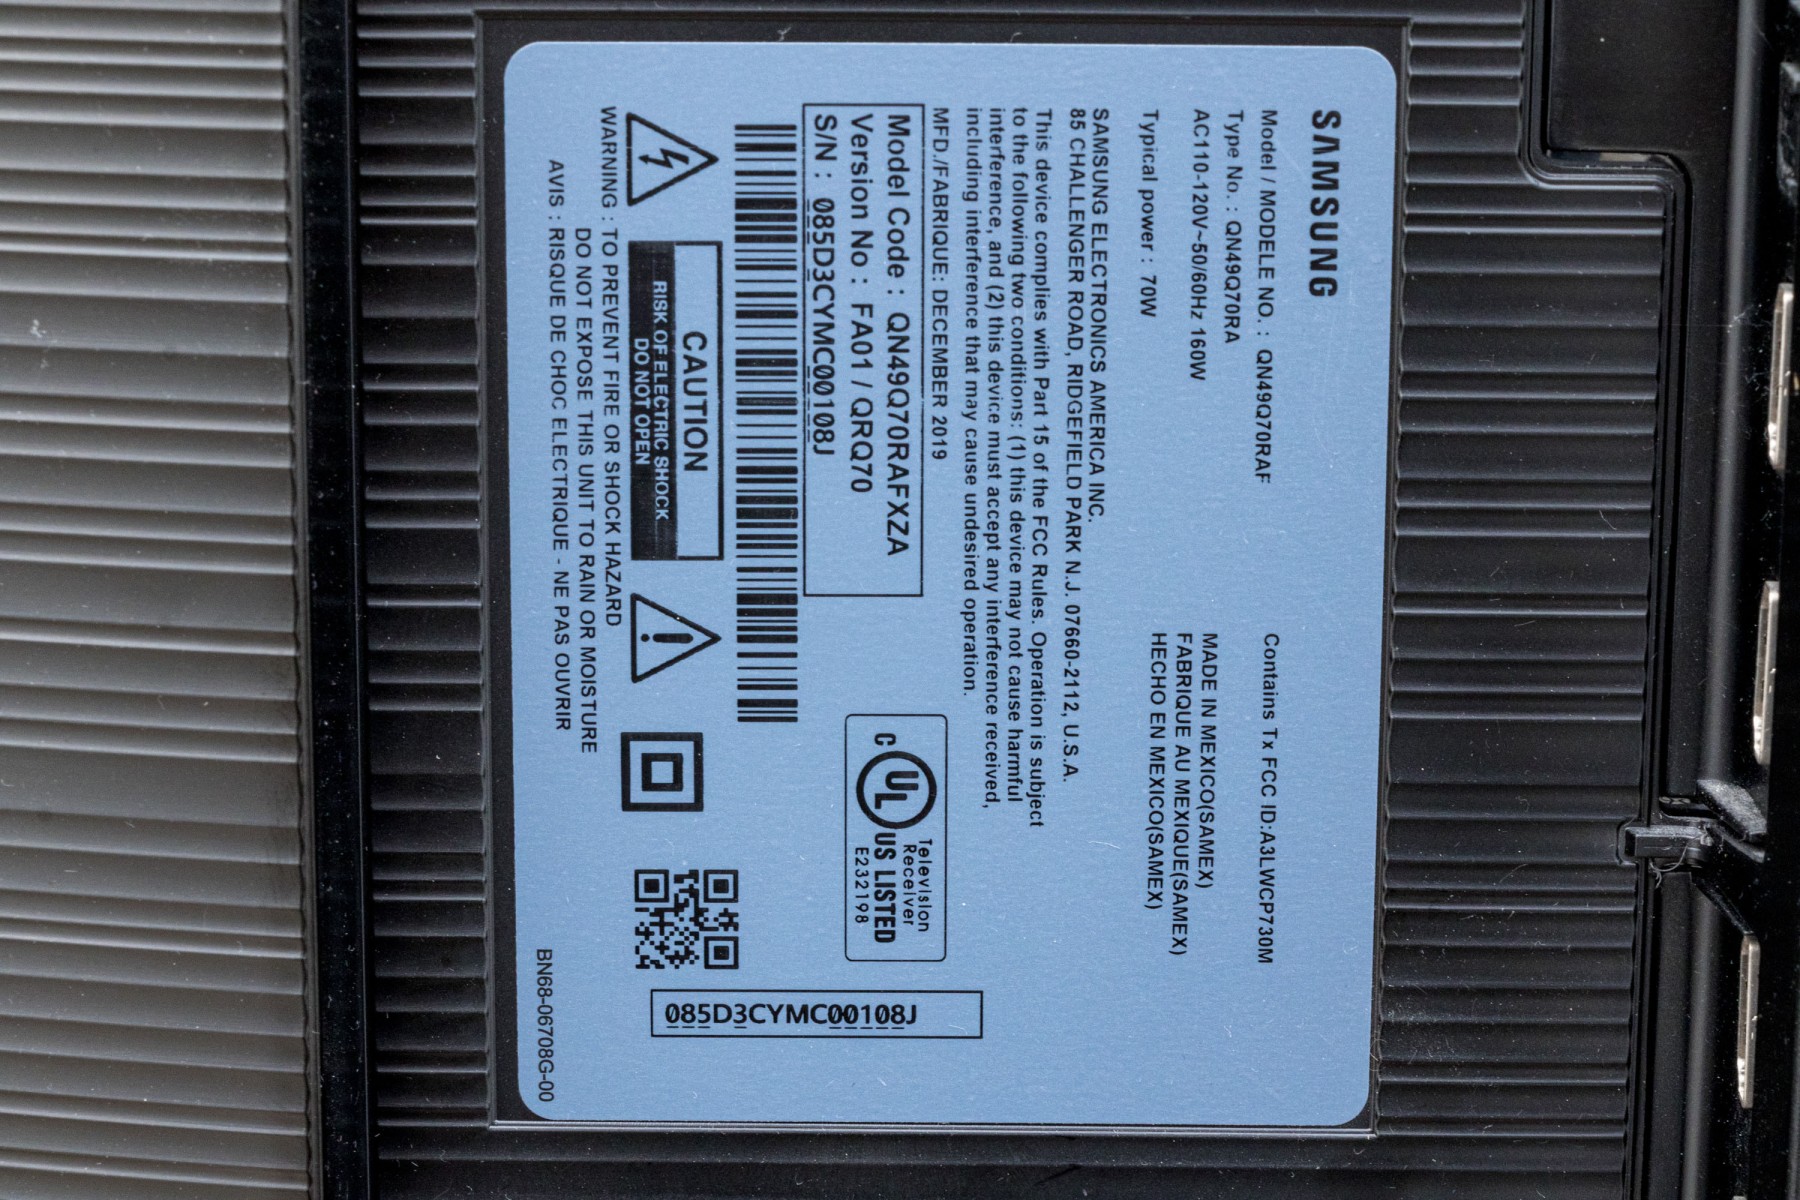 SAMSUNG
Model / MODELE NO. : QN49Q70RAF
Type No. : QN49Q70RA
AC110-120V~50/60Hz 160W
Typical power : 70W
Contains Tx FCC ID:A3LWCP730M
MADE IN MEXICO(SAMEX)
FABRIQUE AU MEXIQUE(SAMEX)
HECHO EN MEXICO(SAMEX)
SAMSUNG ELECTRONICS AMERICA INC.
85 CHALLENGER ROAD, RIDGEFIELD PARK N.J. 07660-2112, U.S.A.
This device complies with Part 15 of the FCC Rules. Operation is subject
to the following two conditions: (1) this device may not cause harmful
interference, and (2) this device must accept any interference received,
including interference that may cause undesired operation.
MFD./FABRIQUE: DECEMBER 2019
Model Code : QN49Q70RAFXZA
Version No : FA01 / QRQ70
S/N : 085D3CYMC00108J
C UL US LISTED
Television
Receiver
E232198
CAUTION
RISK OF ELECTRIC SHOCK
DO NOT OPEN
WARNING : TO PREVENT FIRE OR SHOCK HAZARD
DO NOT EXPOSE THIS UNIT TO RAIN OR MOISTURE
AVIS : RISQUE DE CHOC ELECTRIQUE - NE PAS OUVRIR
085D3CYMC00108J
BN68-06708G-00